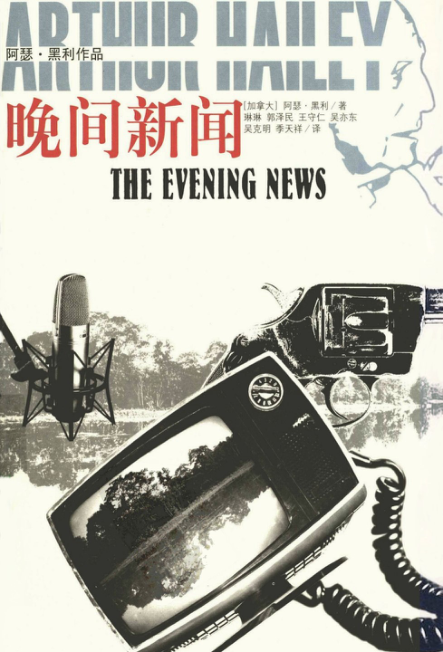 ARTHUR HAILEY
阿瑟·黑利作品
晚间新闻
[加拿大] 阿瑟·黑利／著
琳琳 郭泽民 王守仁 吴亦东
吴克明 季天祥／译
THE EVENING NEWS